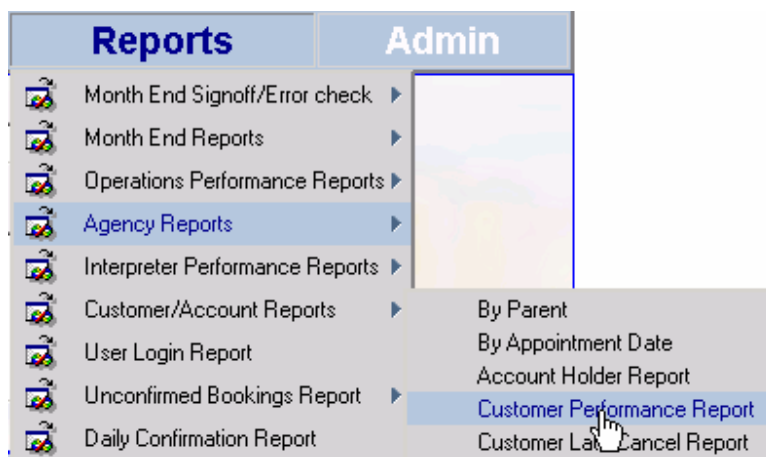 Reports Admin
Month End Signoff/Error check
Month End Reports
Operations Performance Reports
Agency Reports
Interpreter Performance Reports
Customer/Account Reports
User Login Report
Unconfirmed Bookings Report
Daily Confirmation Report
By Parent
By Appointment Date
Account Holder Report
Customer Performance Report
Customer Cancel Report